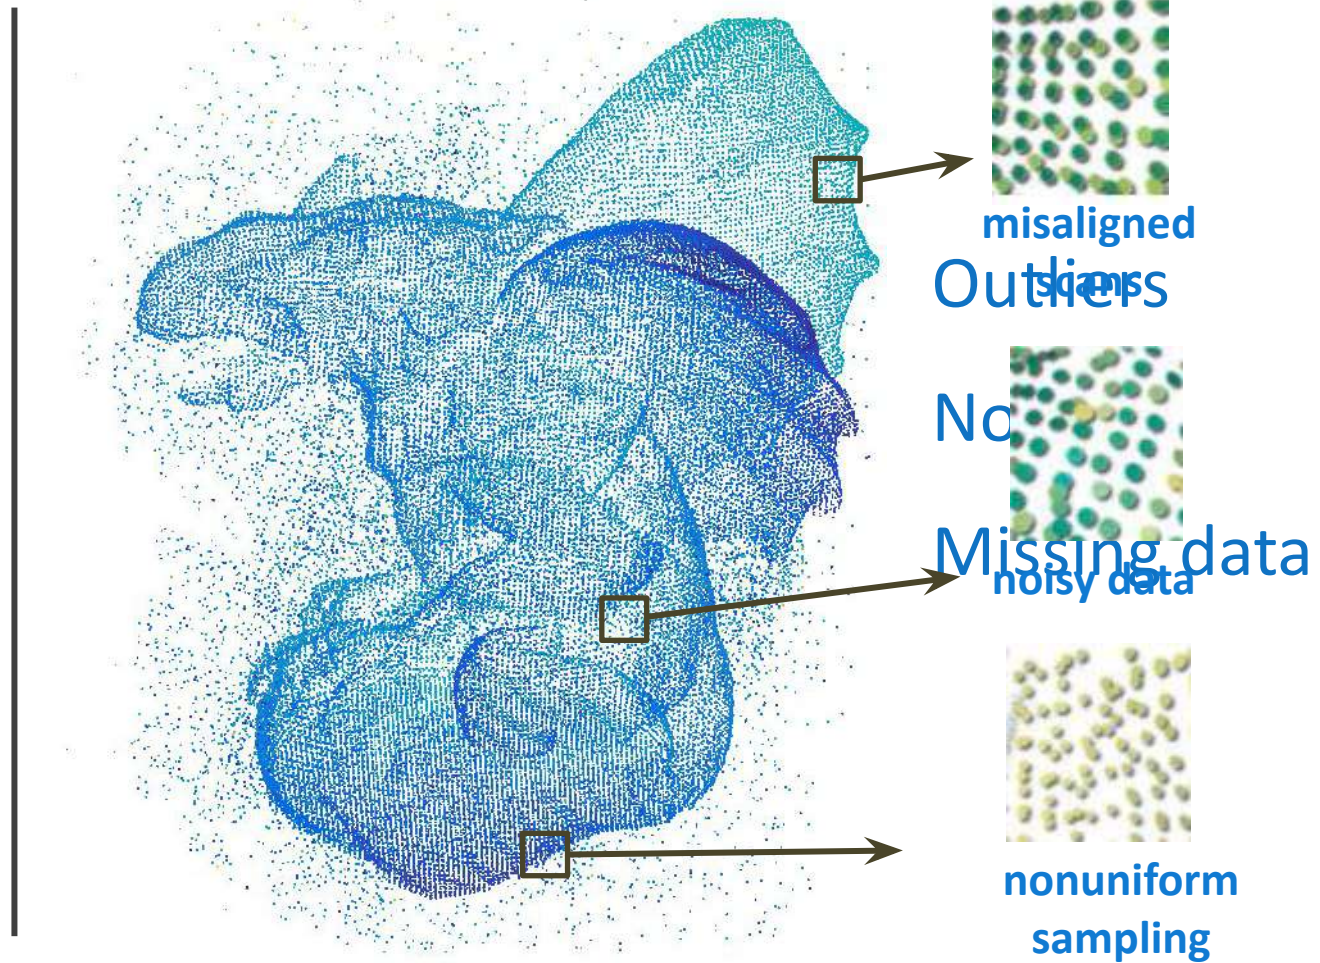 misaligned
scans
Outliers
No
Missing data
noisy data
nonuniform
sampling